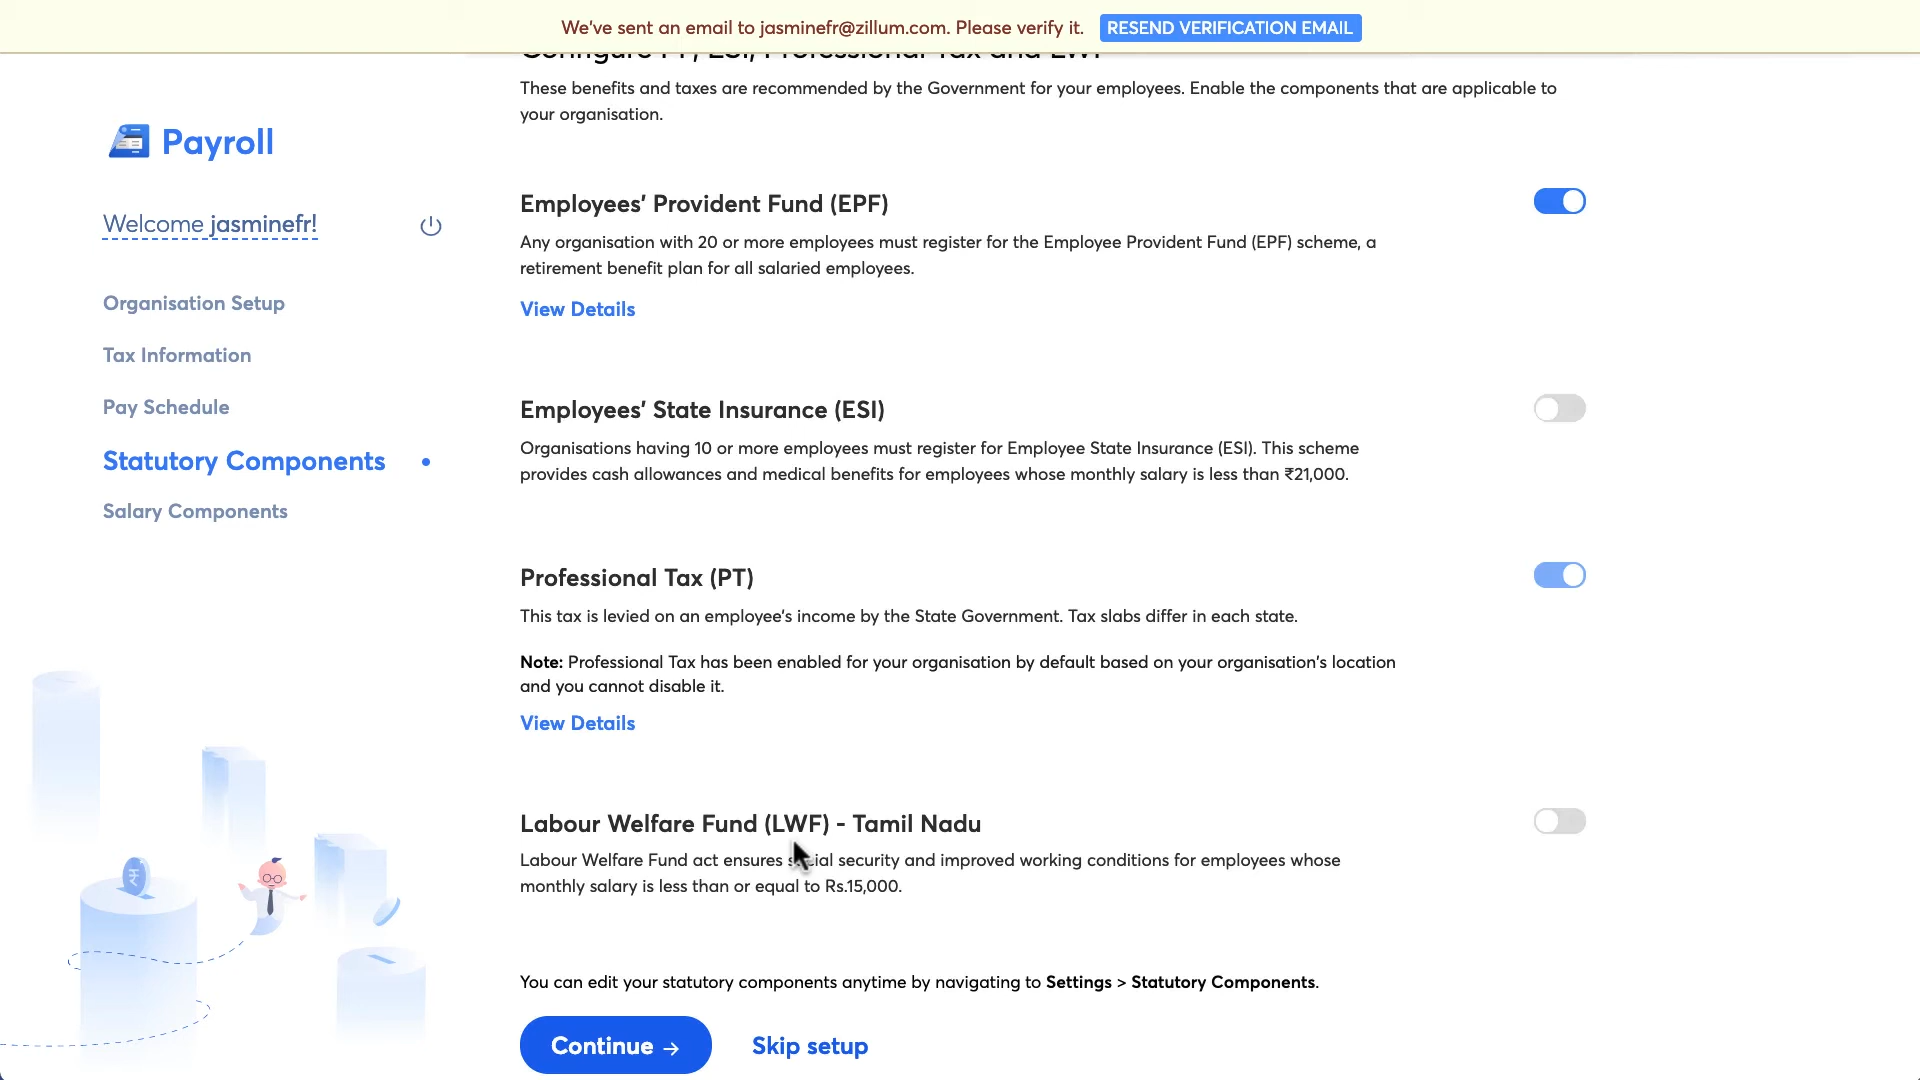 We've sent an email to jasminefr@zillum.com. Please verify it. RESEND VERIFICATION EMAIL
Configure PF, ESI, Professional Tax and LWF
These benefits and taxes are recommended by the Government for your employees. Enable the components that are applicable to
your organisation.
Payroll
Welcome jasminefr!
Organisation Setup
Tax Information
Pay Schedule
Statutory Components
Salary Components
Employees' Provident Fund (EPF)
Any organisation with 20 or more employees must register for the Employee Provident Fund (EPF) scheme, a
retirement benefit plan for all salaried employees.
View Details
Employees' State Insurance (ESI)
Organisations having 10 or more employees must register for Employee State Insurance (ESI). This scheme
provides cash allowances and medical benefits for employees whose monthly salary is less than ₹21,000.
Professional Tax (PT)
This tax is levied on an employee's income by the State Government. Tax slabs differ in each state.
Note: Professional Tax has been enabled for your organisation by default based on your organisation's location
and you cannot disable it.
View Details
Labour Welfare Fund (LWF) - Tamil Nadu
Labour Welfare Fund act ensures social security and improved working conditions for employees whose
monthly salary is less than or equal to Rs.15,000.
You can edit your statutory components anytime by navigating to Settings > Statutory Components.
Continue →
Skip setup
₹